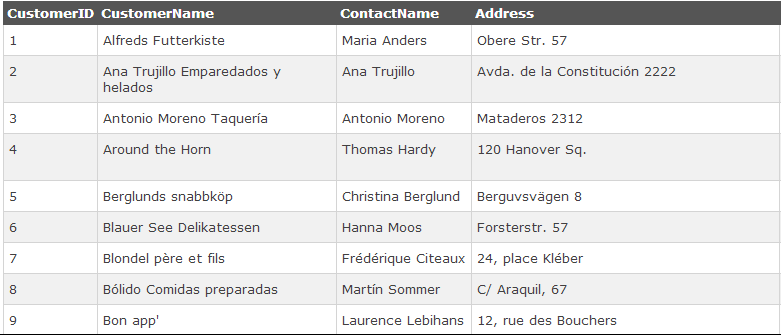 CustomerID CustomerName ContactName Address
1 Alfreds Futterkiste Maria Anders Obere Str. 57
2 Ana Trujillo Emparedados y Ana Trujillo Avda. de la Constitución 2222
helados
3 Antonio Moreno Taquería Antonio Moreno Mataderos 2312
4 Around the Horn Thomas Hardy 120 Hanover Sq.
5 Berglunds snabbköp Christina Berglund Berguvsvägen 8
6 Blauer See Delikatessen Hanna Moos Forsterstr. 57
7 Blondel père et fils Frédérique Citeaux 24, place Kléber
8 Bólido Comidas preparadas Martín Sommer C/ Araquil, 67
9 Bon app' Laurence Lebihans 12, rue des Bouchers